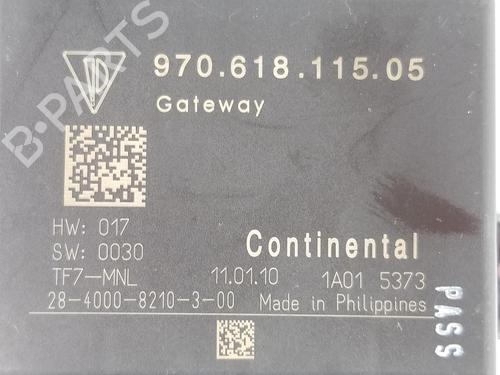 970.618.115.05
Gateway
B-PARTS
HW: 017
SW: 0030
Continental
TF7-MNL 11.01.10 1A01 5373
28-4000-8210-3-00 Made in Philippines
PASS